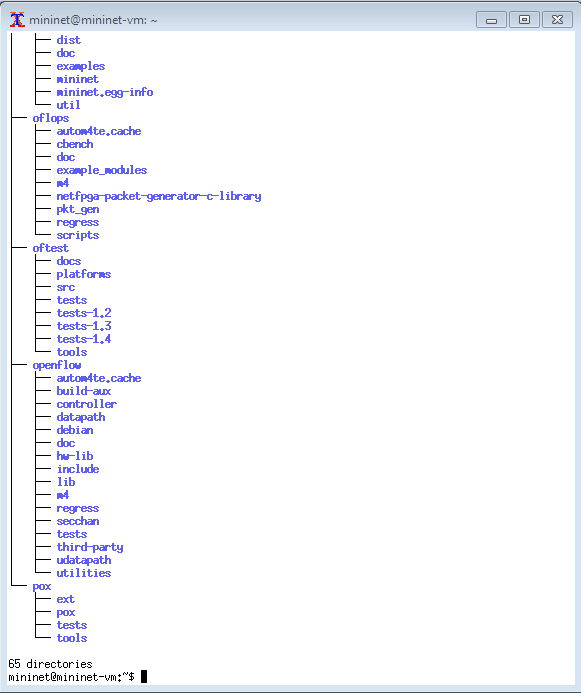 mininet@mininet-vm: ~
│   ├── dist
│   ├── doc
│   ├── examples
│   ├── mininet
│   ├── mininet.egg-info
│   └── util
├── oflops
│   ├── autom4te.cache
│   ├── cbench
│   ├── doc
│   ├── example_modules
│   ├── m4
│   ├── netfpga-packet-generator-c-library
│   ├── pkt_gen
│   ├── regress
│   └── scripts
├── oftest
│   ├── docs
│   ├── platforms
│   ├── src
│   ├── tests
│   ├── tests-1.2
│   ├── tests-1.3
│   ├── tests-1.4
│   └── tools
├── openflow
│   ├── autom4te.cache
│   ├── build-aux
│   ├── controller
│   ├── datapath
│   ├── debian
│   ├── doc
│   ├── hw-lib
│   ├── include
│   ├── lib
│   ├── m4
│   ├── regress
│   ├── secchan
│   ├── tests
│   ├── third-party
│   ├── udatapath
│   └── utilities
└── pox
    ├── ext
    ├── pox
    ├── tests
    └── tools
65 directories
mininet@mininet-vm:~$